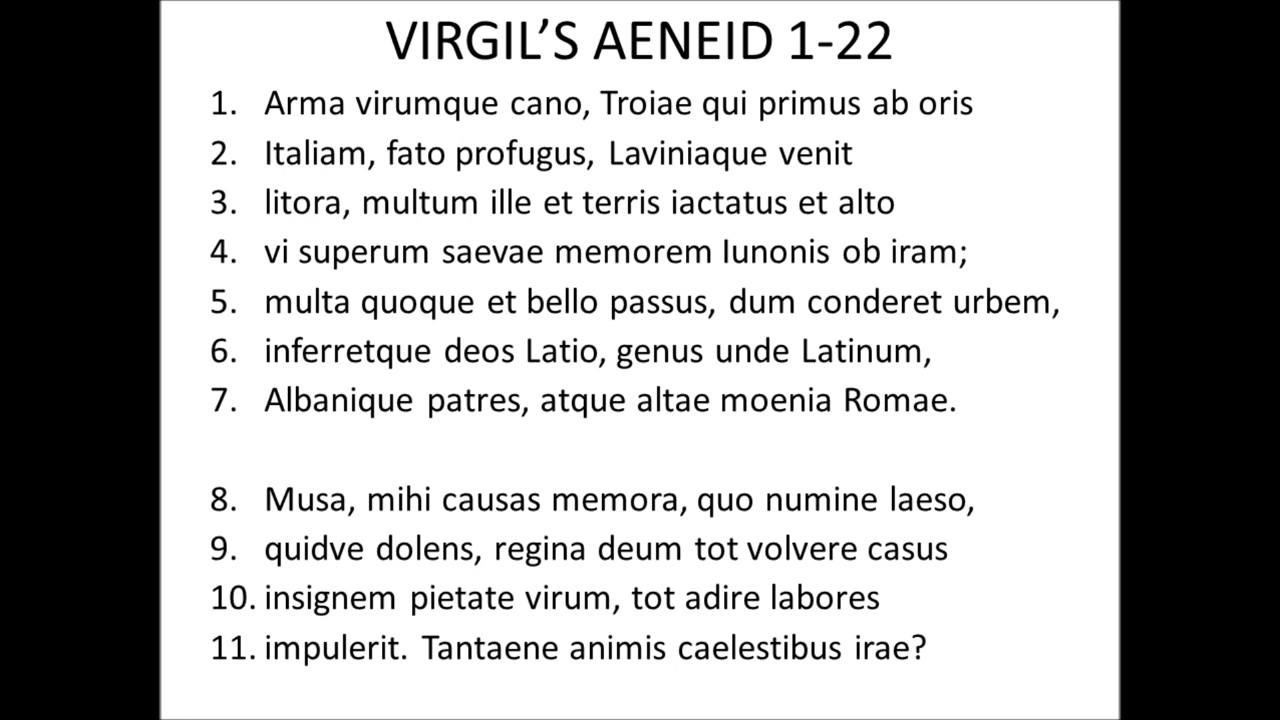 VIRGIL’S AENEID 1-22
1. Arma virumque cano, Troiae qui primus ab oris
2. Italiam, fato profugus, Laviniaque venit
3. litora, multum ille et terris iactatus et alto
4. vi superum saevae memorem Iunonis ob iram;
5. multa quoque et bello passus, dum conderet urbem,
6. inferretque deos Latio, genus unde Latinum,
7. Albanique patres, atque altae moenia Romae.
8. Musa, mihi causas memora, quo numine laeso,
9. quidve dolens, regina deum tot volvere casus
10. insignem pietate virum, tot adire labores
11. impulerit. Tantaene animis caelestibus irae?